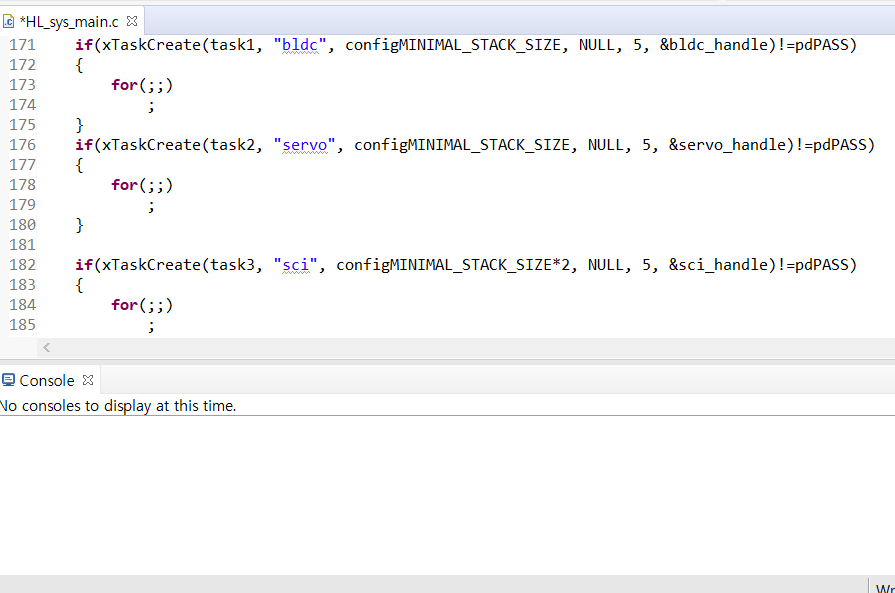 *HL_sys_main.c
171 if(xTaskCreate(task1, "bldc", configMINIMAL_STACK_SIZE, NULL, 5, &bldc_handle)!=pdPASS)
172 {
173 for(;;)
174 ;
175 }
176 if(xTaskCreate(task2, "servo", configMINIMAL_STACK_SIZE, NULL, 5, &servo_handle)!=pdPASS)
177 {
178 for(;;)
179 ;
180 }
181
182 if(xTaskCreate(task3, "sci", configMINIMAL_STACK_SIZE*2, NULL, 5, &sci_handle)!=pdPASS)
183 {
184 for(;;)
185 ;
Console
No consoles to display at this time.